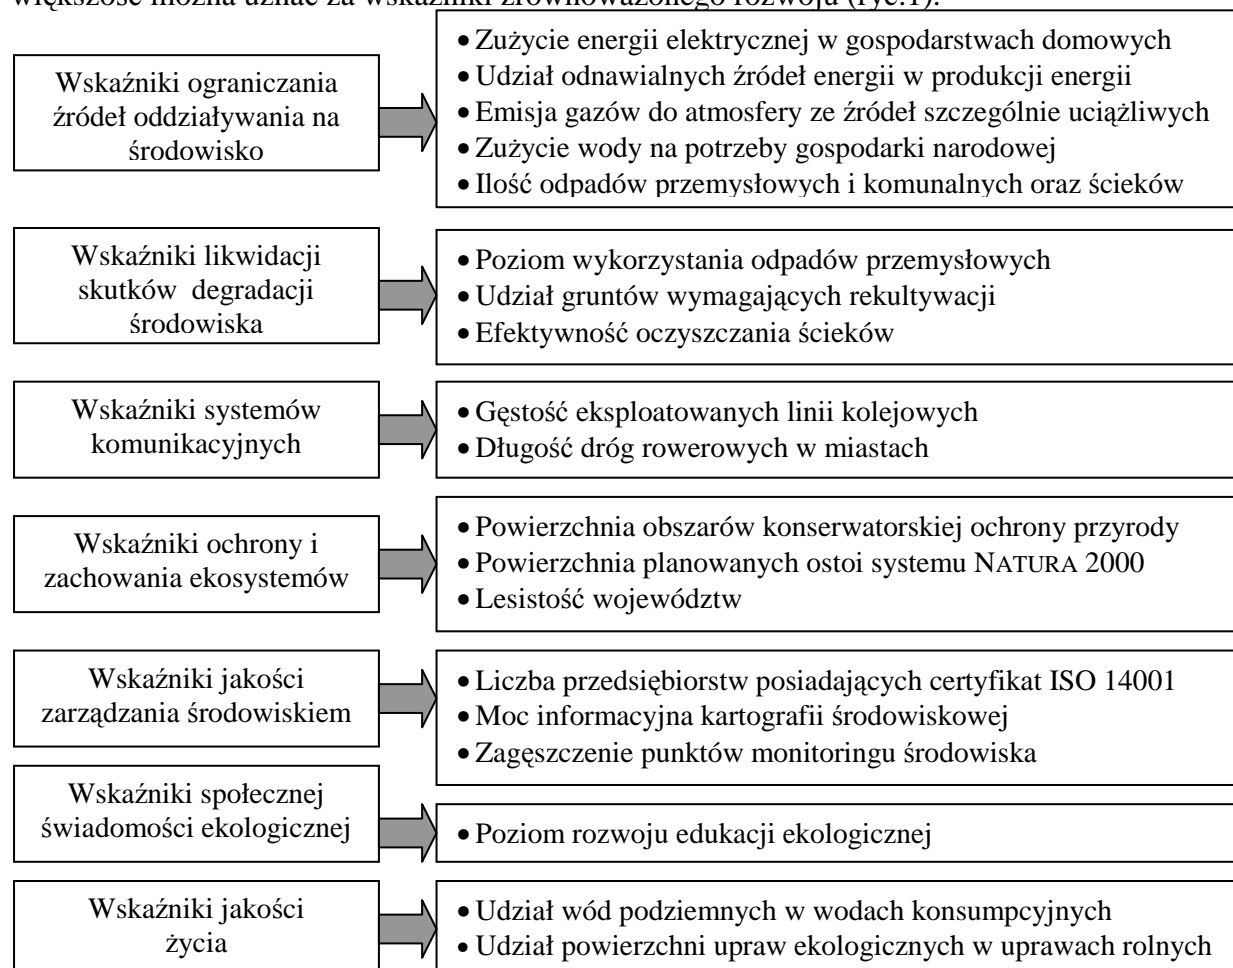 większość można uznać za wskaźniki zrównoważonego rozwoju (ryc.1).
Wskaźniki ograniczania
źródeł oddziaływania na
środowisko
• Zużycie energii elektrycznej w gospodarstwach domowych
• Udział odnawialnych źródeł energii w produkcji energii
• Emisja gazów do atmosfery ze źródeł szczególnie uciążliwych
• Zużycie wody na potrzeby gospodarki narodowej
• Ilość odpadów przemysłowych i komunalnych oraz ścieków
Wskaźniki likwidacji
skutków degradacji
środowiska
• Poziom wykorzystania odpadów przemysłowych
• Udział gruntów wymagających rekultywacji
• Efektywność oczyszczania ścieków
Wskaźniki systemów
komunikacyjnych
• Gęstość eksploatowanych linii kolejowych
• Długość dróg rowerowych w miastach
Wskaźniki ochrony i
zachowania ekosystemów
• Powierzchnia obszarów konserwatorskiej ochrony przyrody
• Powierzchnia planowanych ostoi systemu NATURA 2000
• Lesistość województw
Wskaźniki jakości
zarządzania środowiskiem
• Liczba przedsiębiorstw posiadających certyfikat ISO 14001
• Moc informacyjna kartografii środowiskowej
• Zagęszczenie punktów monitoringu środowiska
Wskaźniki społecznej
świadomości ekologicznej
• Poziom rozwoju edukacji ekologicznej
Wskaźniki jakości
życia
• Udział wód podziemnych w wodach konsumpcyjnych
• Udział powierzchni upraw ekologicznych w uprawach rolnych